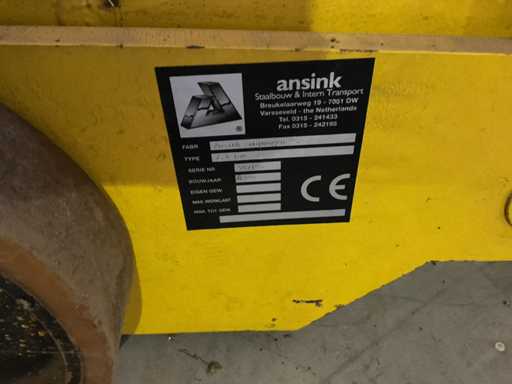 ansink
Staalbouw & Intern Transport
Breukelaarweg 19 - 7051 DW
Varsseveld - the Netherlands
Tel. 0315 - 241433
Fax 0315 - 242195
®
FABR
TYPE
SERIE NR
BOUWJAAR
EIGEN GEW.
MAX WERKLAST
MAX. TOT GEW.
CE